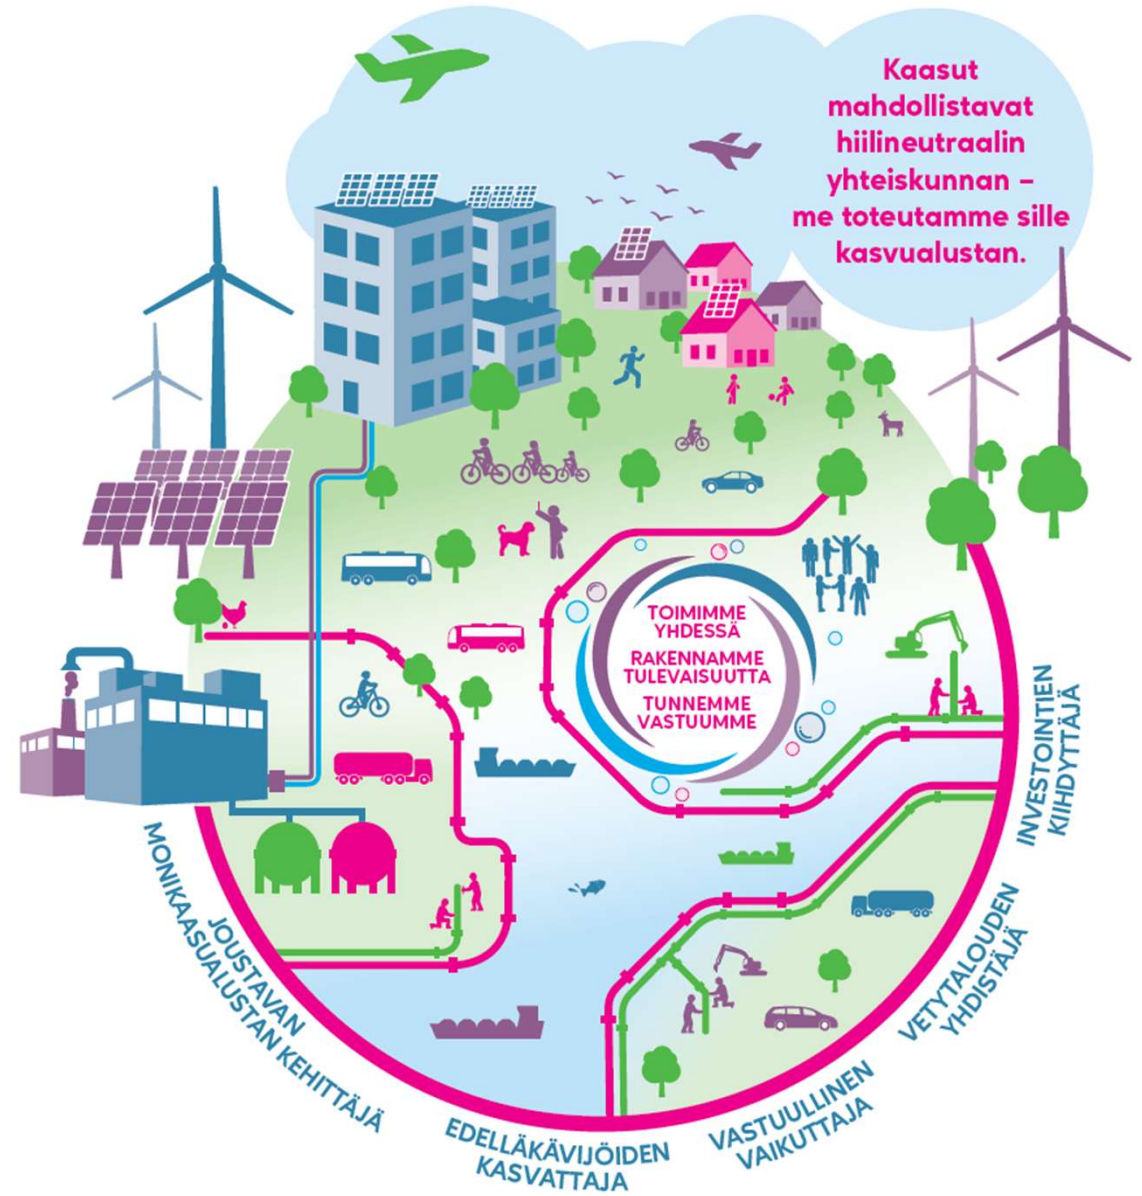 Kaasut
mahdollistavat
hiilineutraalin
yhteiskunnan –
me toteutamme sille
kasvualustan.
TOIMIMME
YHDESSÄ
RAKENNAMME
TULEVAISUUTTA
TUNNEMME
VASTUUMME
JOUSTAVAN
MONIKAASUALUSTAN KEHITTÄJÄ
EDELLÄKÄVIJÖIDEN
KASVATTAJA
VASTUULLINEN
VAIKUTTAJA
VETYTALOUDEN
YHDISTÄJÄ
INVESTOINTIEN
KIIHDYTTÄJÄ